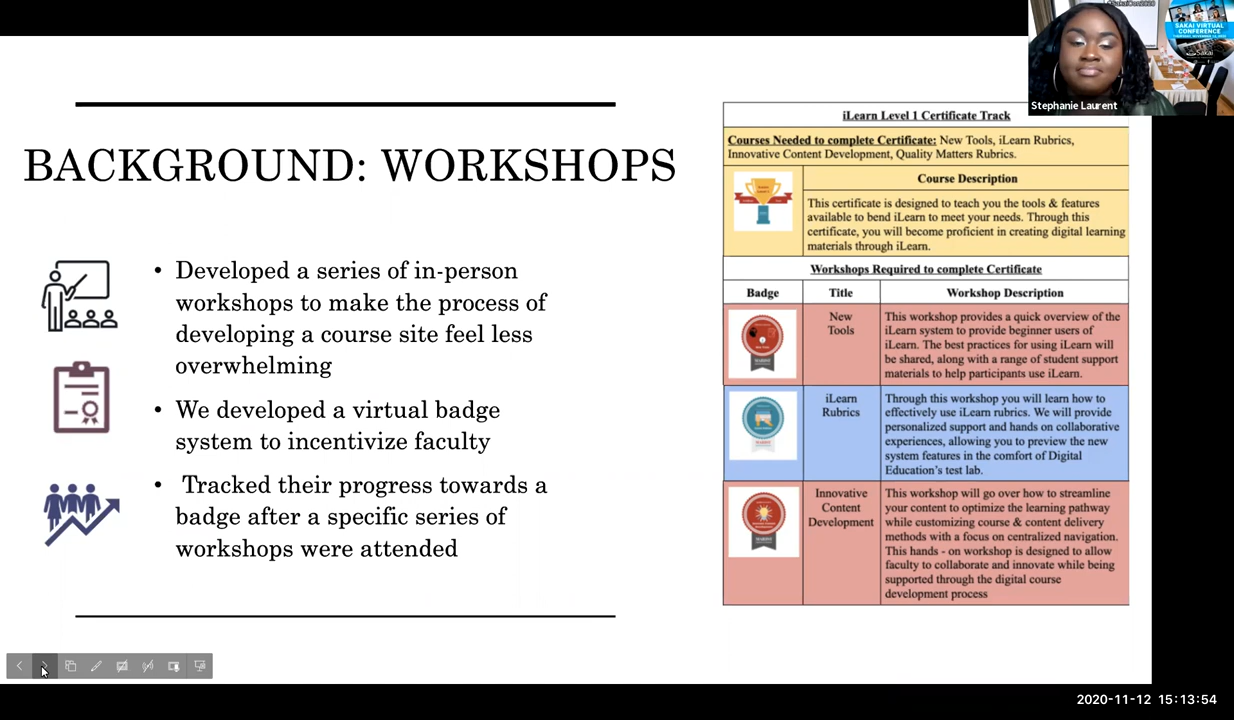 #SakaiCon2020
SAKAI VIRTUAL
CONFERENCE
Sakai
Stephanie Laurent
BACKGROUND: WORKSHOPS
• Developed a series of in-person
workshops to make the process of
developing a course site feel less
overwhelming
• We developed a virtual badge
system to incentivize faculty
• Tracked their progress towards a
badge after a specific series of
workshops were attended
iLearn Level 1 Certificate Track
Courses Needed to complete Certificate: New Tools, iLearn Rubrics,
Innovative Content Development, Quality Matters Rubrics.
Course Description
This certificate is designed to teach you the tools & features
available to bend iLearn to meet your needs. Through this
certificate, you will become proficient in creating digital learning
materials through iLearn.
Workshops Required to complete Certificate
Badge Title Workshop Description
New
Tools
This workshop provides a quick overview of the
iLearn system to provide beginner users of
iLearn. The best practices for using iLearn will
be shared, along with a range of student support
materials to help participants use iLearn.
iLearn
Rubrics
Through this workshop you will learn how to
effectively use iLearn rubrics. We will provide
personalized support and hands on collaborative
experiences, allowing you to preview the new
system features in the comfort of Digital
Education's test lab.
Innovative
Content
Development
This workshop will go over how to streamline
your content to optimize the learning pathway
while customizing course & content delivery
methods with a focus on centralized navigation.
This hands - on workshop is designed to allow
faculty to collaborate and innovate while being
supported through the digital course
development process
2020-11-12 15:13:54